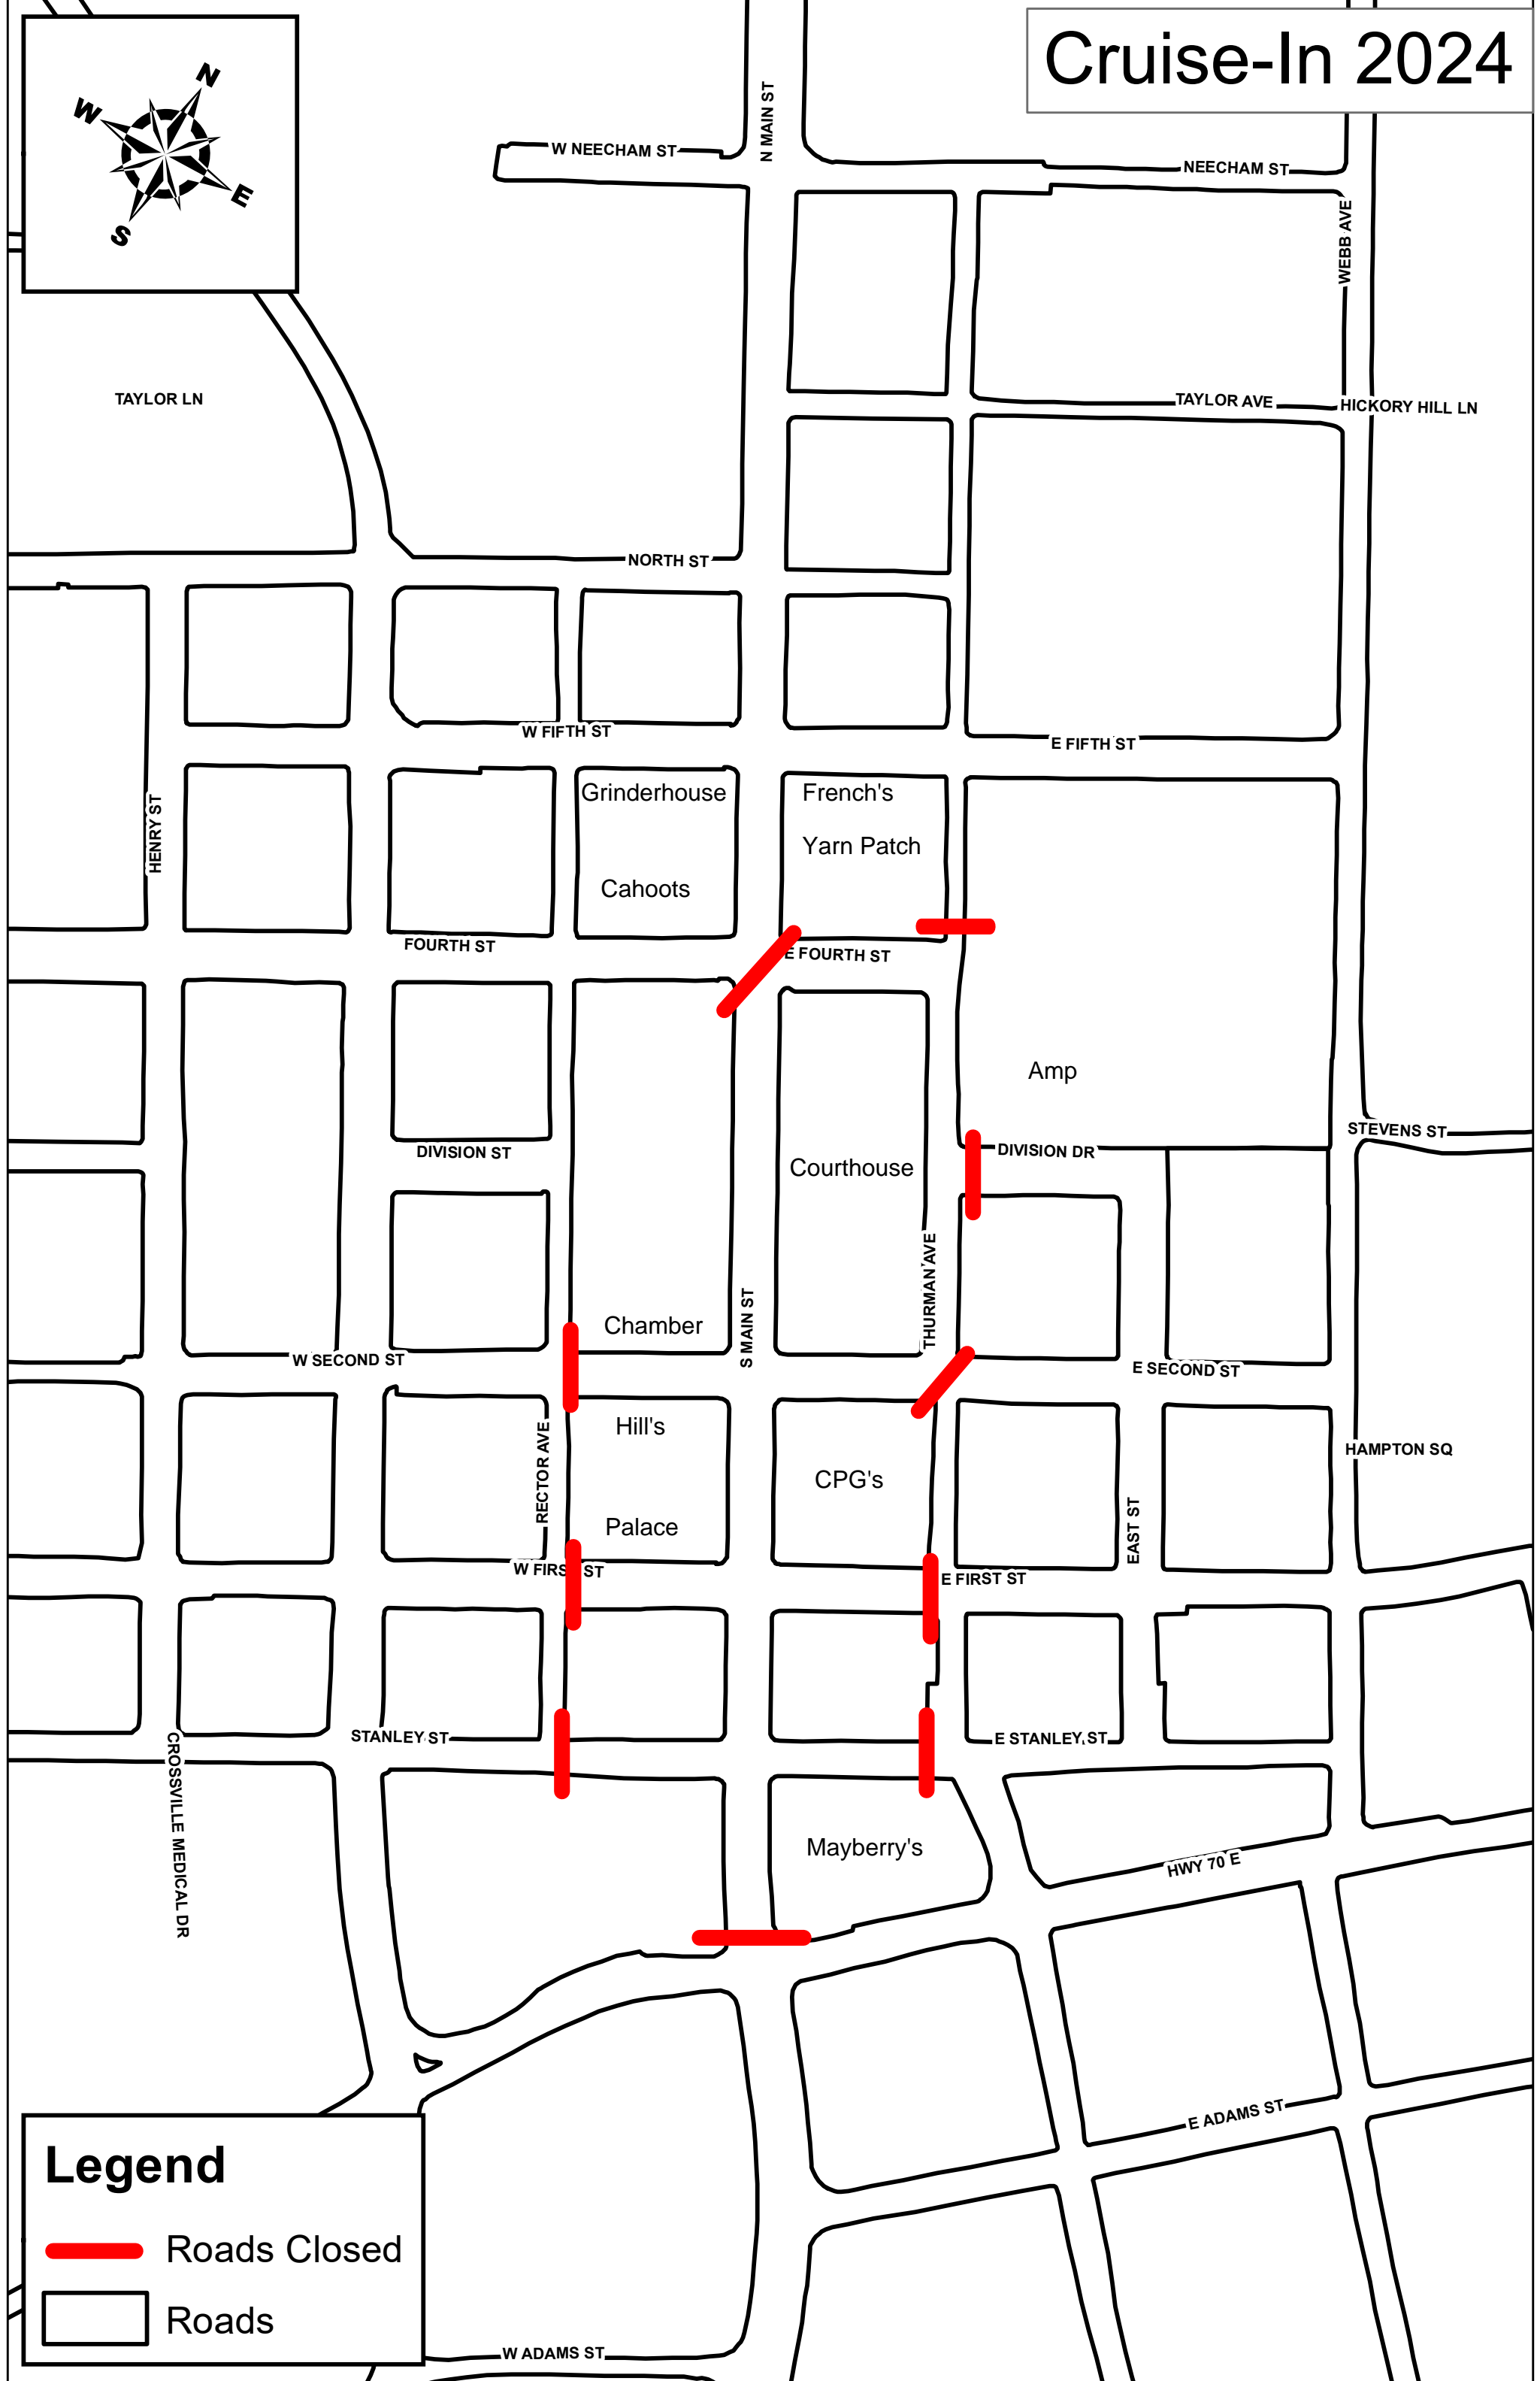 Cruise-In 2024
N
W
E
S
N MAIN ST
W NEECHAM ST
NEECHAM ST
WEBB AVE
TAYLOR LN
TAYLOR AVE
HICKORY HILL LN
NORTH ST
W FIFTH ST
E FIFTH ST
HENRY ST
Grinderhouse
French's
Yarn Patch
Cahoots
FOURTH ST
E FOURTH ST
Amp
STEVENS ST
DIVISION ST
DIVISION DR
Courthouse
THURMAN AVE
S MAIN ST
Chamber
W SECOND ST
E SECOND ST
RECTOR AVE
Hill's
HAMPTON SQ
CPG's
EAST ST
Palace
W FIRST ST
E FIRST ST
STANLEY ST
E STANLEY ST
CROSSVILLE MEDICAL DR
Mayberry's
HWY 70 E
E ADAMS ST
Legend
Roads Closed
Roads
W ADAMS ST